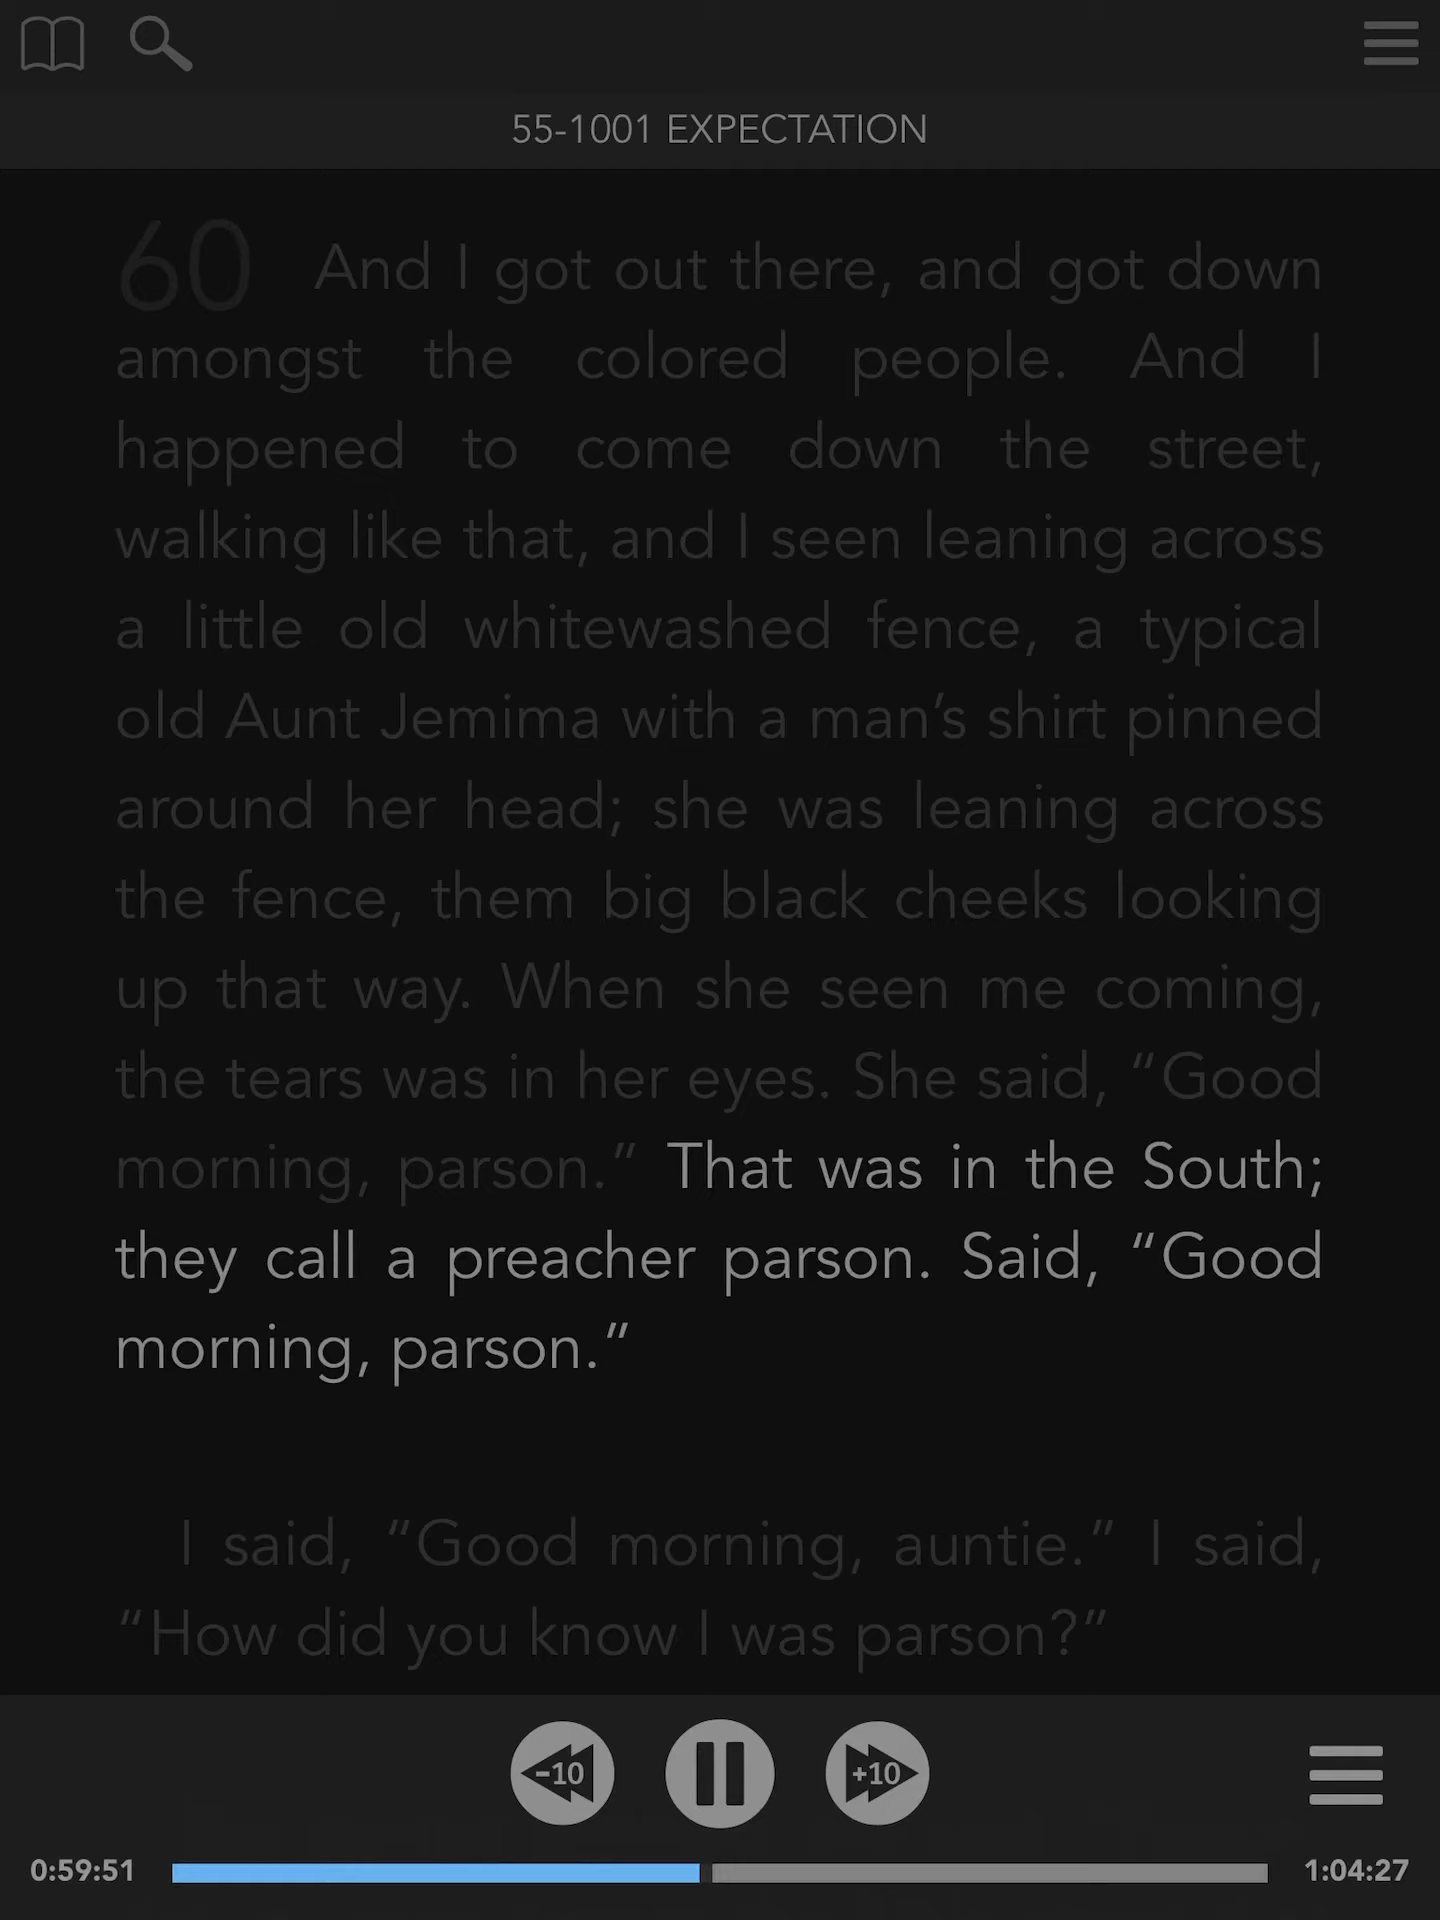 55-1001 EXPECTATION
60 And I got out there, and got down
amongst the colored people. And I
happened to come down the street,
walking like that, and I seen leaning across
a little old whitewashed fence, a typical
old Aunt Jemima with a man’s shirt pinned
around her head; she was leaning across
the fence, them big black cheeks looking
up that way. When she seen me coming,
the tears was in her eyes. She said, “Good
morning, parson.” That was in the South;
they call a preacher parson. Said, “Good
morning, parson.”
I said, “Good morning, auntie.” I said,
“How did you know I was parson?”
-10 +10
0:59:51 1:04:27